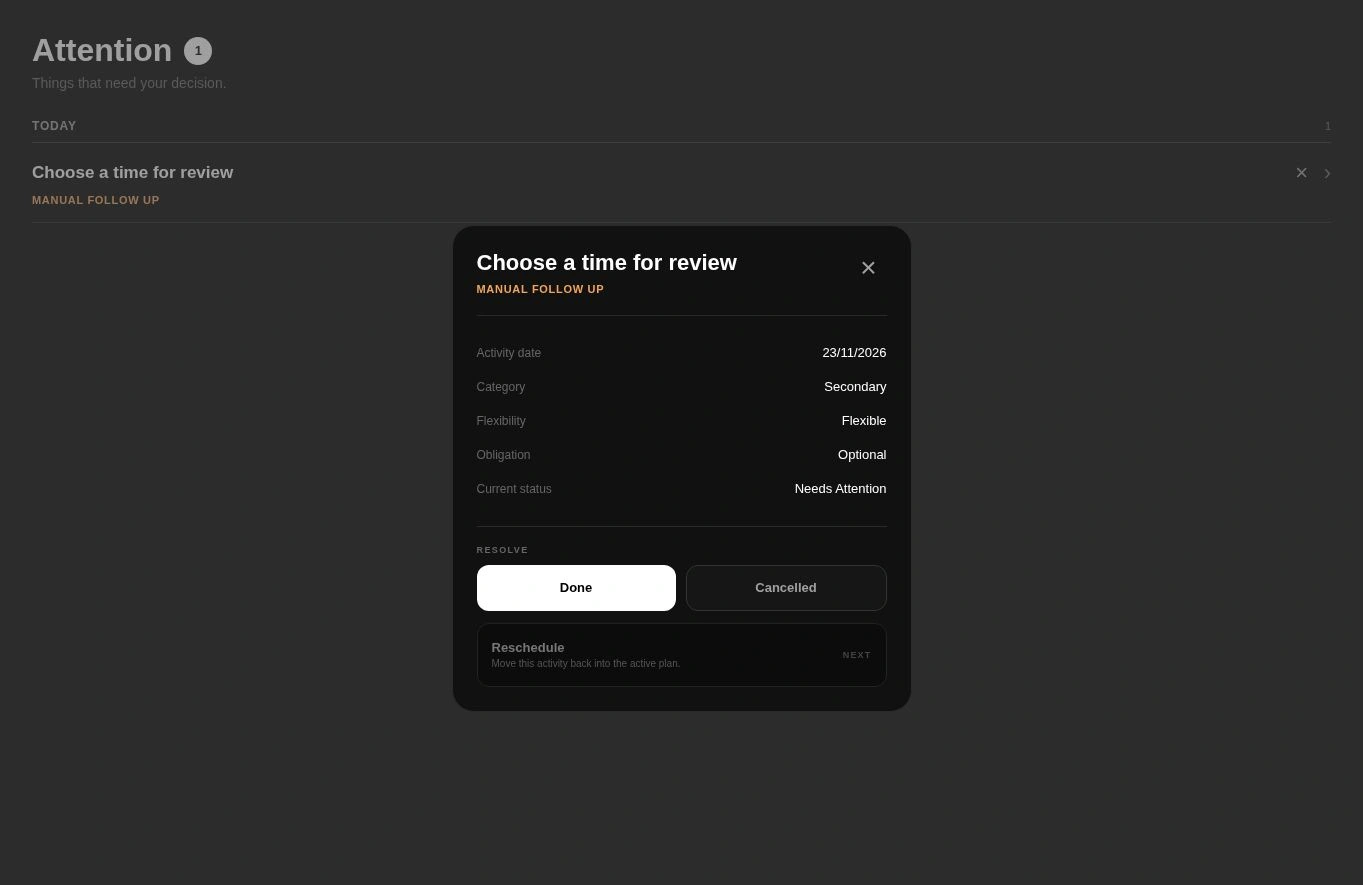 Attention 1
Things that need your decision.
TODAY 1
Choose a time for review × ›
MANUAL FOLLOW UP
Choose a time for review ×
MANUAL FOLLOW UP
Activity date 23/11/2026
Category Secondary
Flexibility Flexible
Obligation Optional
Current status Needs Attention
RESOLVE
Done Cancelled
Reschedule
Move this activity back into the active plan.
NEXT